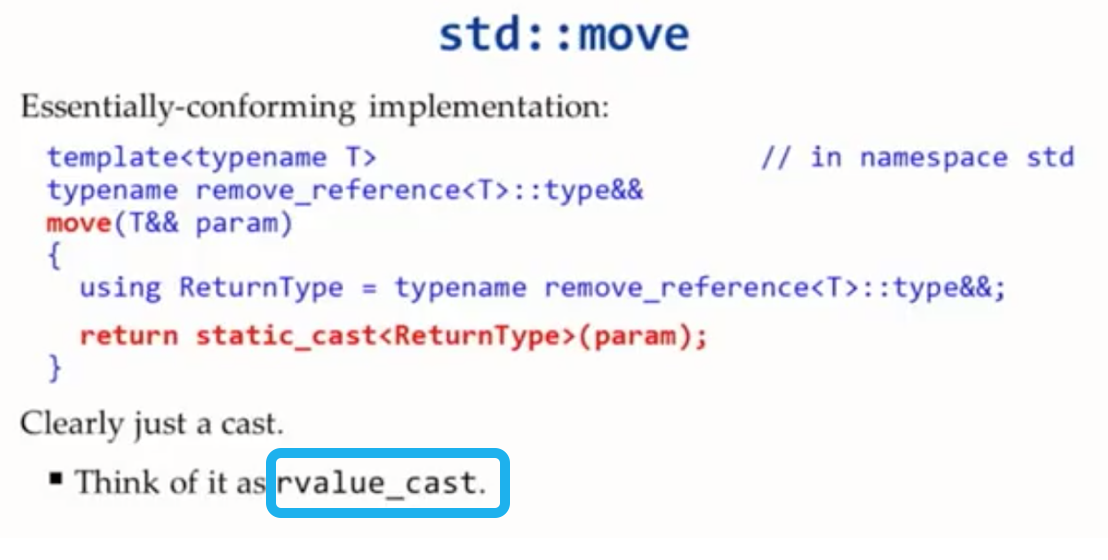 std::move
Essentially-conforming implementation:
template<typename T> // in namespace std
typename remove_reference<T>::type&&
move(T&& param)
{
using ReturnType = typename remove_reference<T>::type&&;
return static_cast<ReturnType>(param);
}
Clearly just a cast.
▪ Think of it as rvalue_cast.